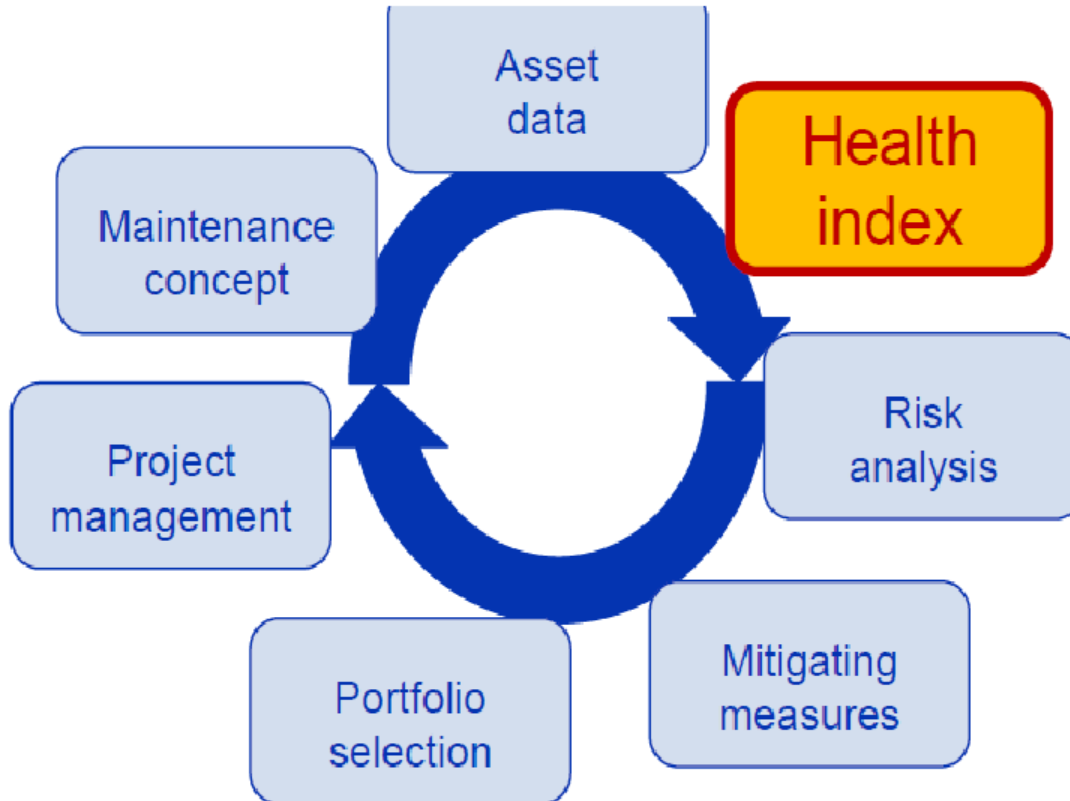 Asset
data
Health
index
Maintenance
concept
Risk
analysis
Project
management
Mitigating
measures
Portfolio
selection